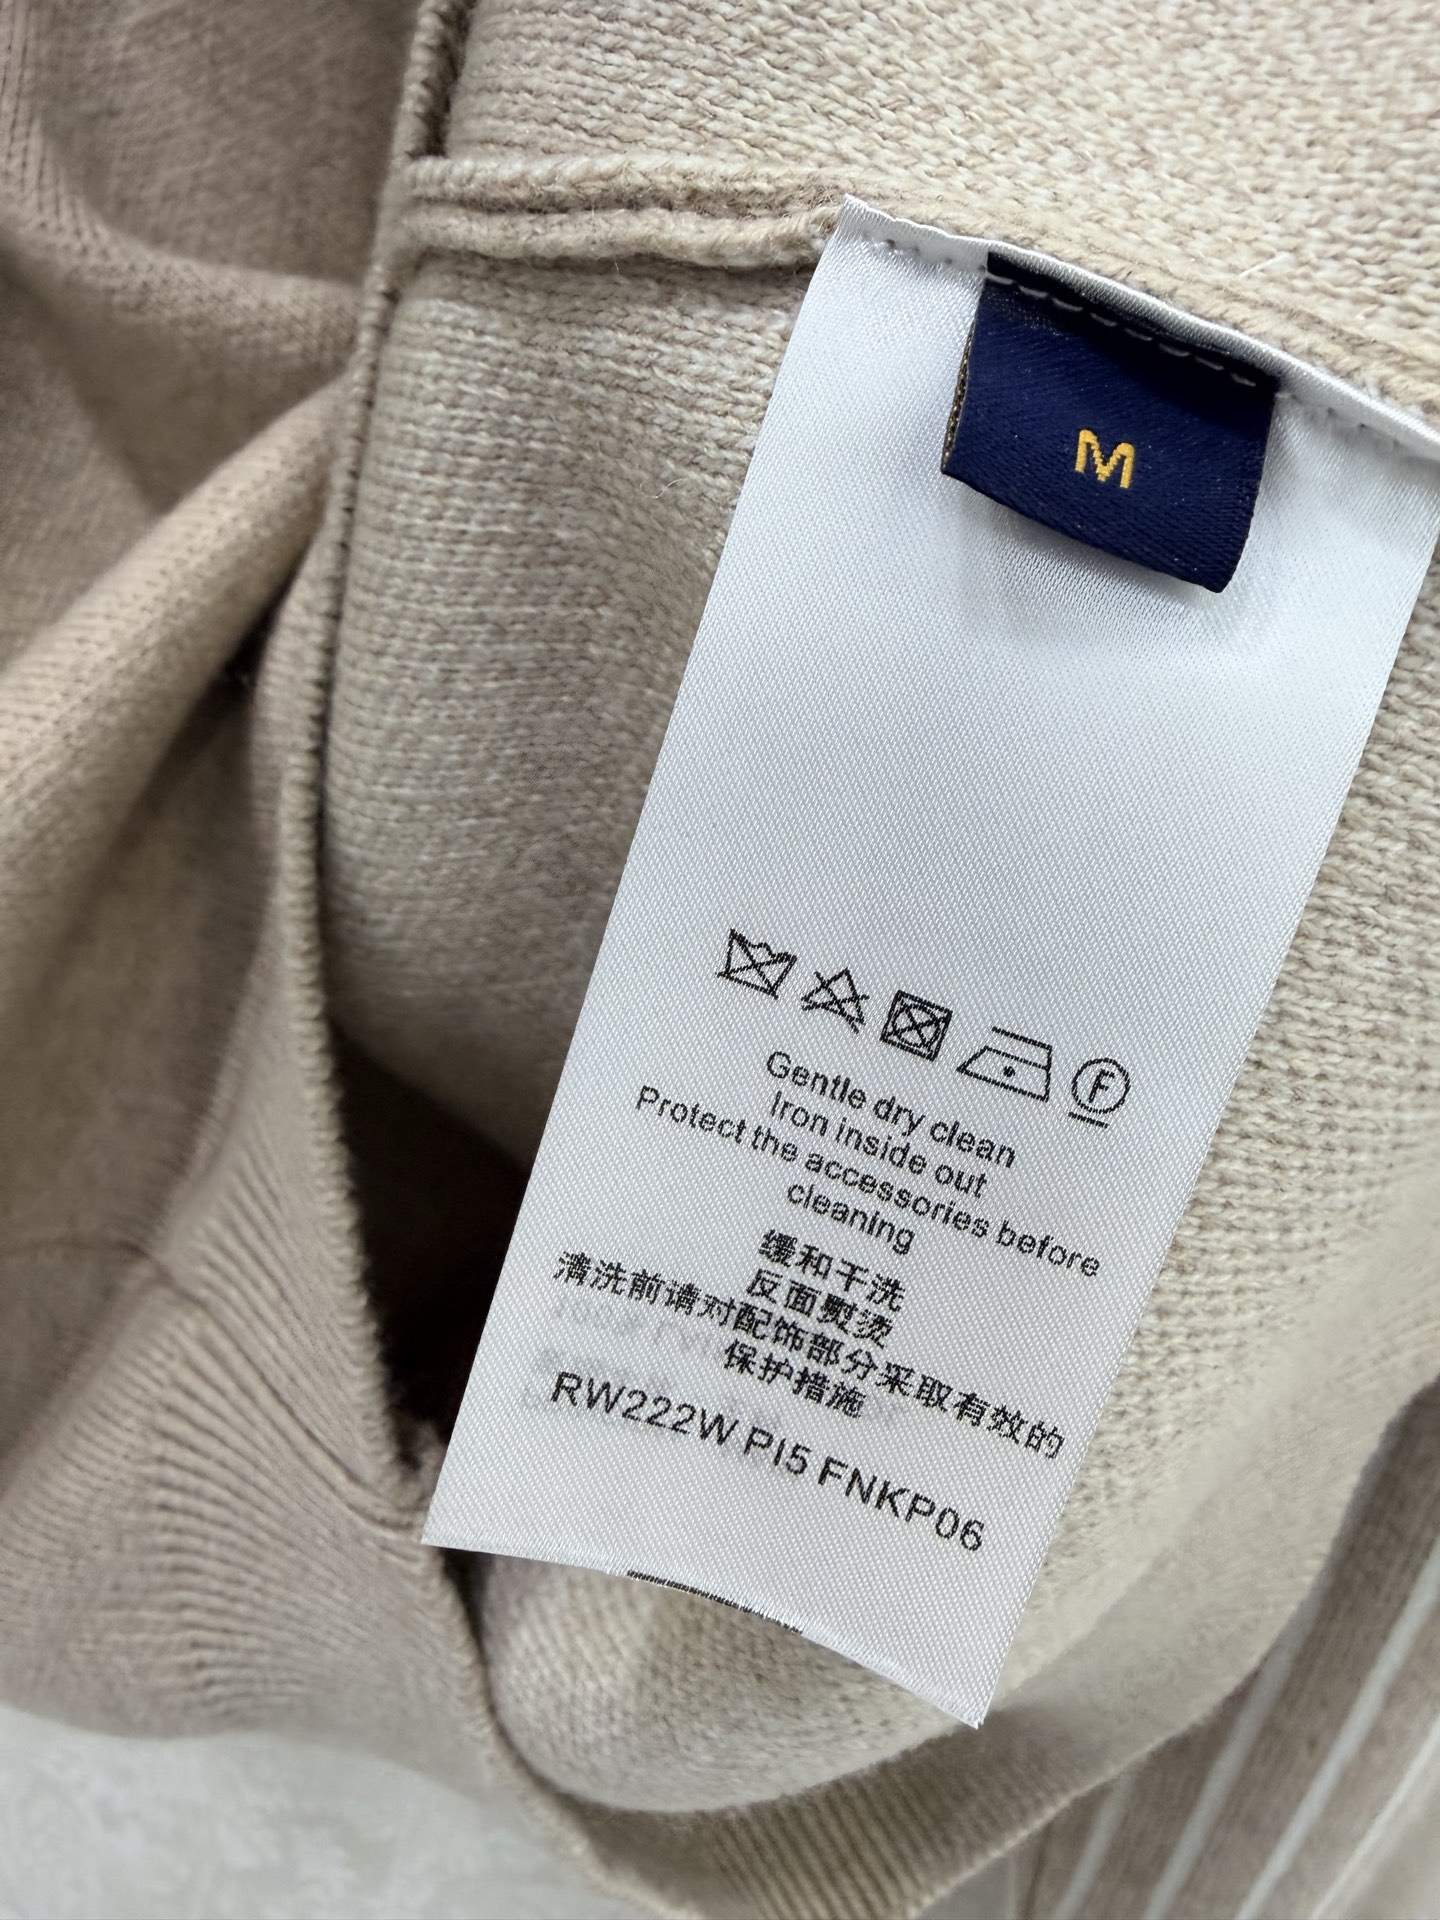 M
F
Gentle dry clean
Iron inside out
Protect the accessories before
cleaning
缓和干洗
反面熨烫
清洗前请对配饰部分采取有效的
保护措施
RW222W PI5 FNKP06